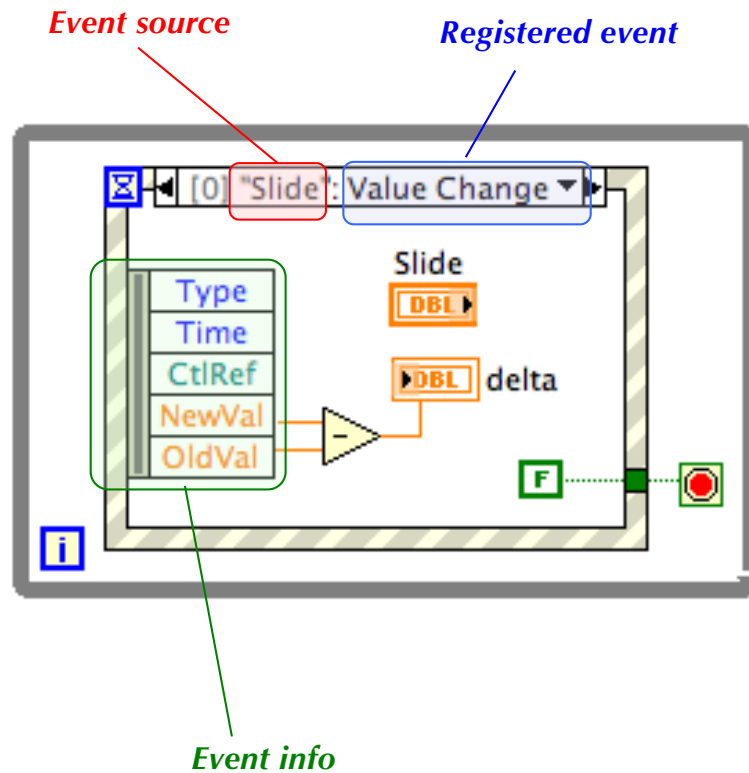 Event source
Registered event
[0] "Slide": Value Change
Type
Time
CtlRef
NewVal
OldVal
Slide
DBL
DBL delta
-
F
i
Event info